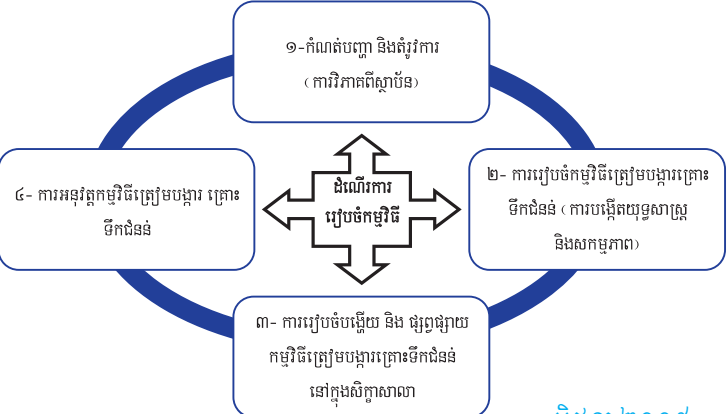 ១-កំណត់បញ្ហា និងតំរូវការ
(ការវិភាគពីស្ថាប័ន)
២- ការរៀបចំកម្មវិធីត្រៀមបង្ការគ្រោះ
ទឹកជំនន់ (ការបង្កើតយុទ្ធសាស្ត្រ
និងសកម្មភាព)
ដំណើរការ
រៀបចំកម្មវិធី
៤- ការអនុវត្តកម្មវិធីត្រៀមបង្ការ គ្រោះ
ទឹកជំនន់
៣- ការរៀបចំបង្ហើយ និង ផ្សព្វផ្សាយ
កម្មវិធីត្រៀមបង្ការគ្រោះទឹកជំនន់
នៅក្នុងសិក្ខាសាលា